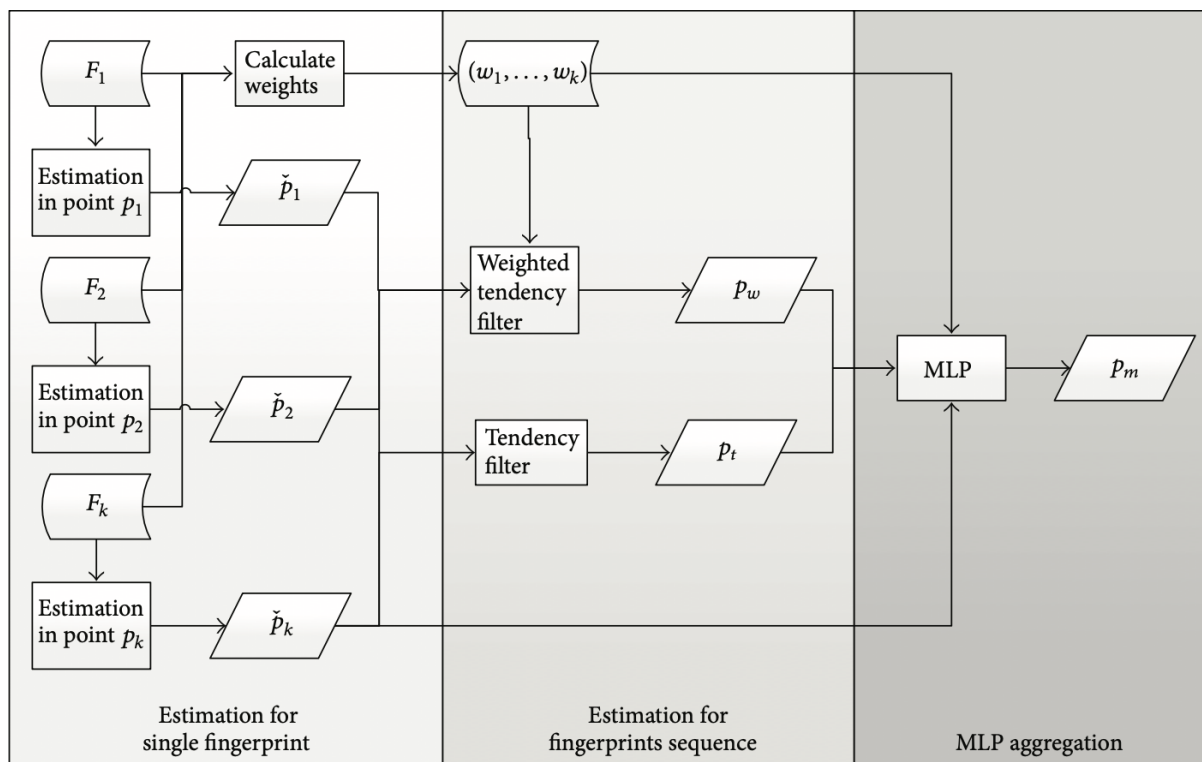 F₁
Calculate
weights
(w₁, . . . , wₖ)
Estimation
in point p₁
p̌₁
F₂
Weighted
tendency
filter
p_w
Estimation
in point p₂
p̌₂
MLP
pₘ
Tendency
filter
pₜ
Fₖ
Estimation
in point pₖ
p̌ₖ
Estimation for
single fingerprint
Estimation for
fingerprints sequence
MLP aggregation